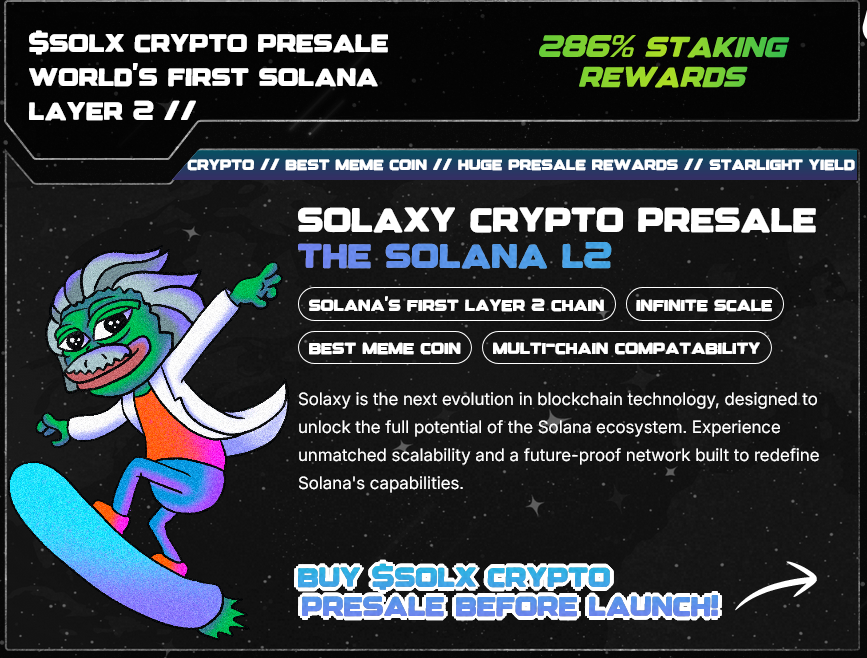 $SOLX CRYPTO PRESALE
WORLD'S FIRST SOLANA
LAYER 2 //
286% STAKING
REWARDS
CRYPTO // BEST MEME COIN // HUGE PRESALE REWARDS // STARLIGHT YIELD
SOLAXY CRYPTO PRESALE
THE SOLANA L2
SOLANA'S FIRST LAYER 2 CHAIN
INFINITE SCALE
BEST MEME COIN
MULTI-CHAIN COMPATABILITY
Solaxy is the next evolution in blockchain technology, designed to
unlock the full potential of the Solana ecosystem. Experience
unmatched scalability and a future-proof network built to redefine
Solana's capabilities.
BUY $SOLX CRYPTO
PRESALE BEFORE LAUNCH!